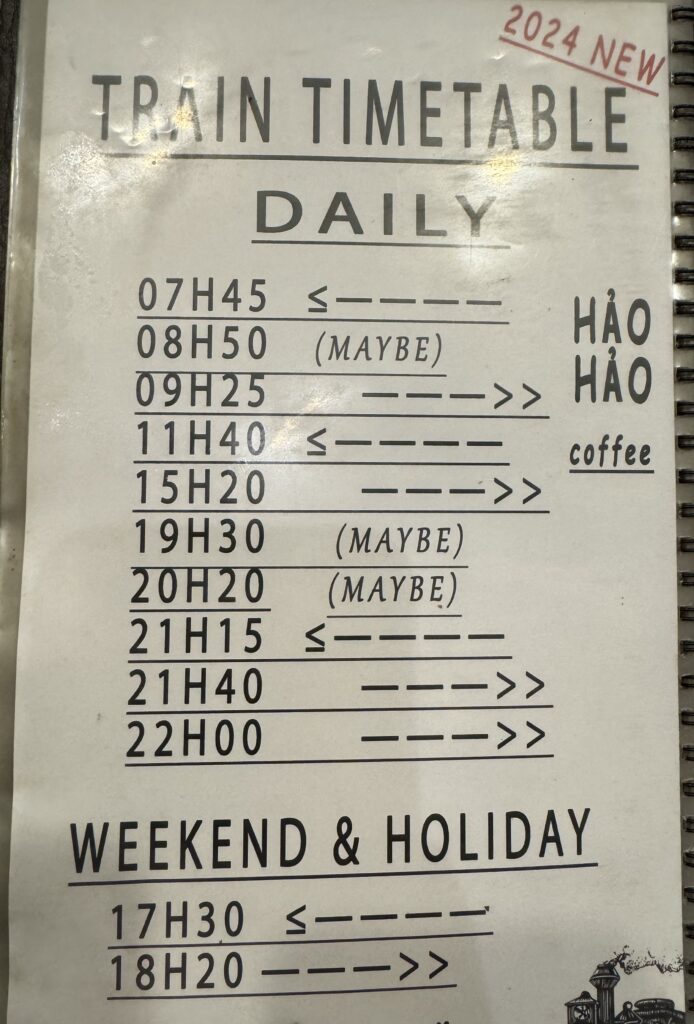 2024 NEW
TRAIN TIMETABLE
DAILY
07H45 ≤————
08H50 (MAYBE)
09H25 ———>>
11H40 ≤————
15H20 ———>>
19H30 (MAYBE)
20H20 (MAYBE)
21H15 ≤————
21H40 ———>>
22H00 ———>>
HẢO
HẢO
coffee
WEEKEND & HOLIDAY
17H30 ≤————
18H20 ———>>